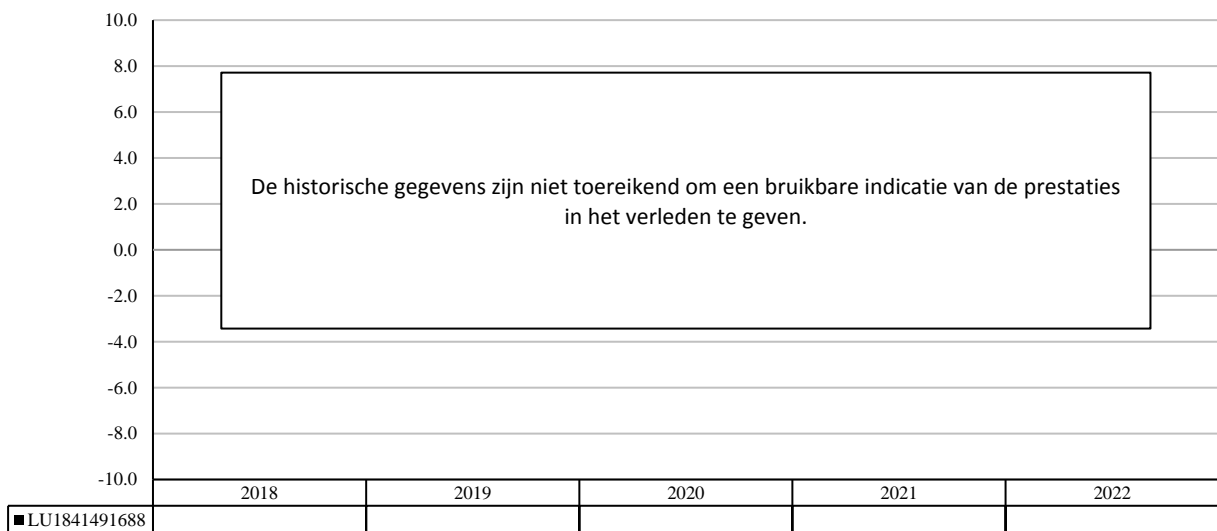 10.0
8.0
6.0
4.0
2.0
0.0
-2.0
-4.0
-6.0
-8.0
-10.0
De historische gegevens zijn niet toereikend om een bruikbare indicatie van de prestaties
in het verleden te geven.
2018 2019 2020 2021 2022
LU1841491688